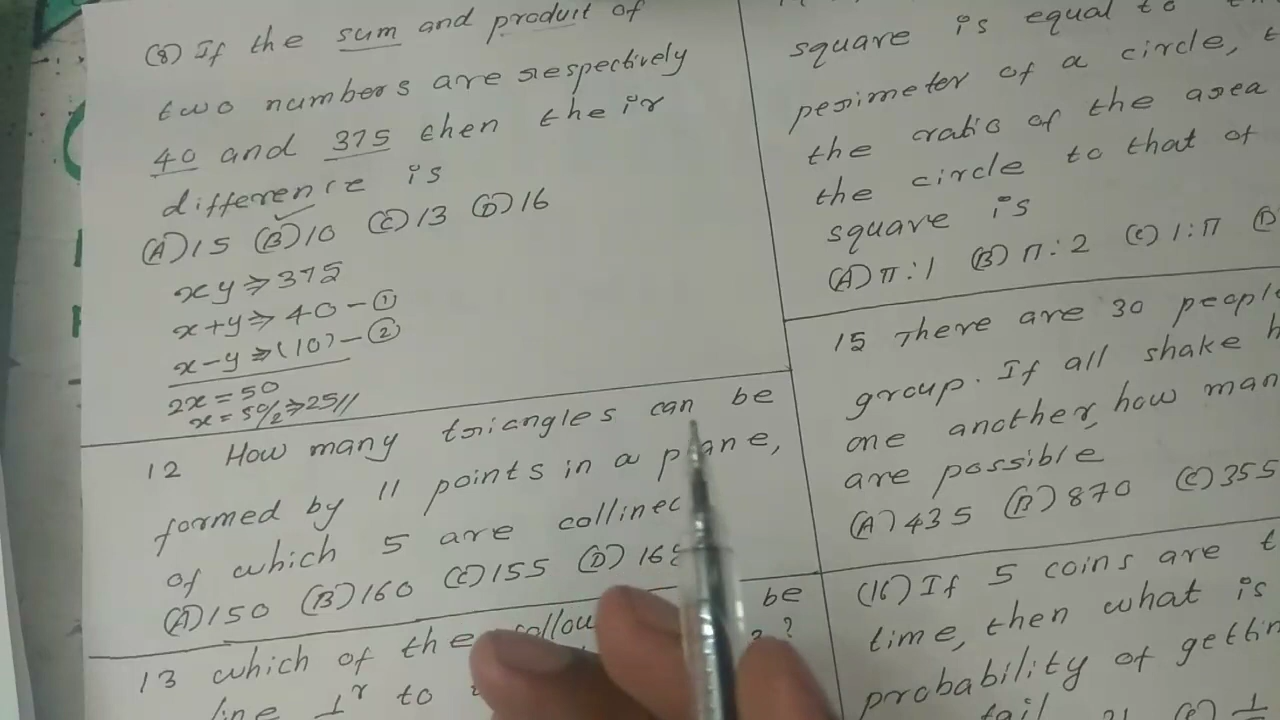 (8) If the sum and product of
two numbers are respectively
40 and 375 then their
difference is
(A) 15 (B) 10 (C) 13 (D) 16
xy ⇒ 375
x+y ⇒ 40 - ①
x-y ⇒ (10) - ②
2x = 50
x = 50/2 ⇒ 25//
12 How many triangles can be
formed by 11 points in a plane,
of which 5 are
(A) 150 (B) 160 (C) 155 (D)
13 which of the be
line ⊥r to
square is equal to
perimeter of a circle,
the ratio of the area
the circle to that of
square is
(A) π:1 (B) π:2 (C) 1:π
15 There are 30
group. If all shake
one another, how
are possible
(A) 435 (B) 870 (C) 355
(16) If 5 coins are
time, then what is
probability of